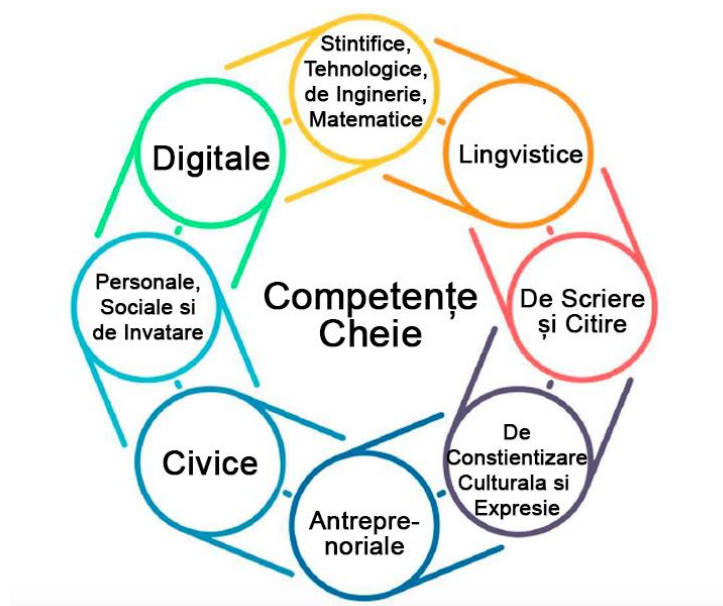 Stintifice,
Tehnologice,
de Inginerie,
Matematice
Lingvistice
De Scriere
și Citire
De
Constientizare
Culturala si
Expresie
Antrepre-
noriale
Civice
Personale,
Sociale si
de Invatare
Digitale
Competențe
Cheie